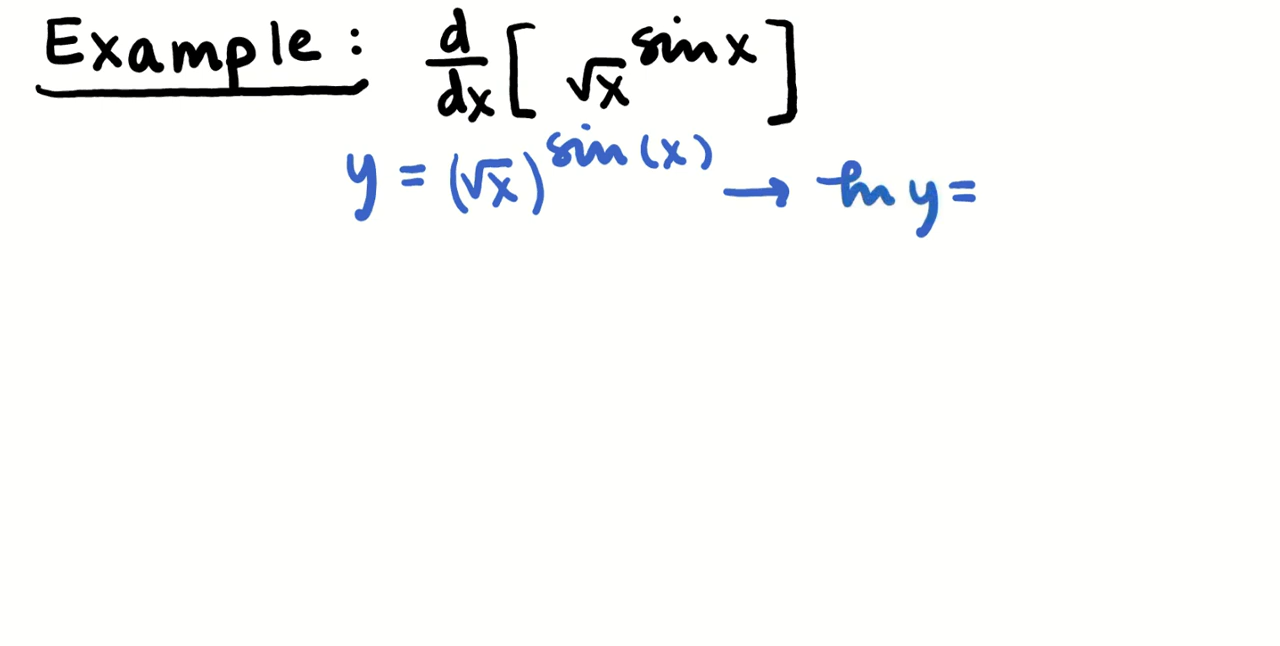 Example: d/dx [ √x^sin x ]
y = (√x)^sin(x) → ln y =